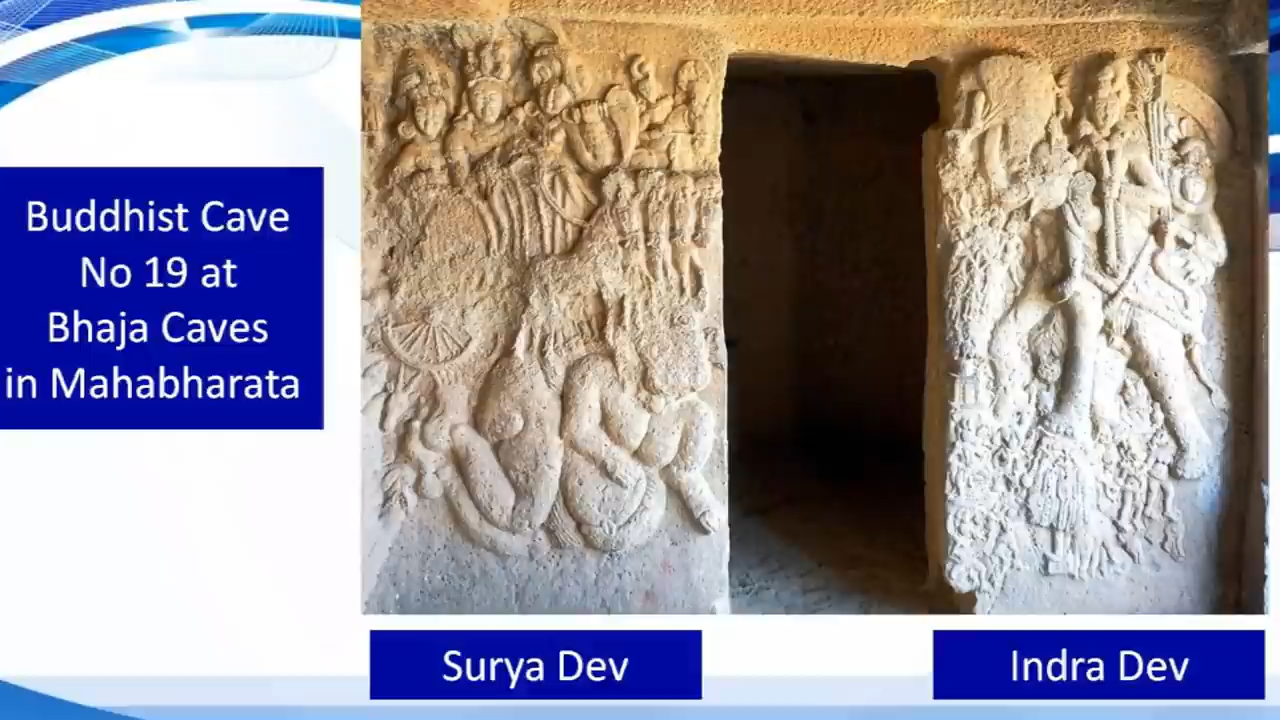 Buddhist Cave
No 19 at
Bhaja Caves
in Mahabharata
Surya Dev
Indra Dev